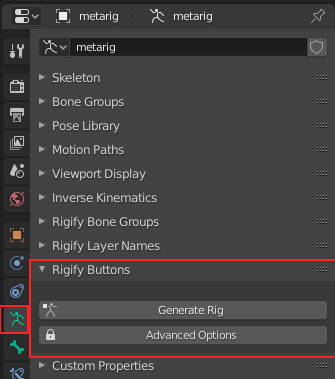 metarig metarig
metarig
Skeleton
Bone Groups
Pose Library
Motion Paths
Viewport Display
Inverse Kinematics
Rigify Bone Groups
Rigify Layer Names
Rigify Buttons
Generate Rig
Advanced Options
Custom Properties